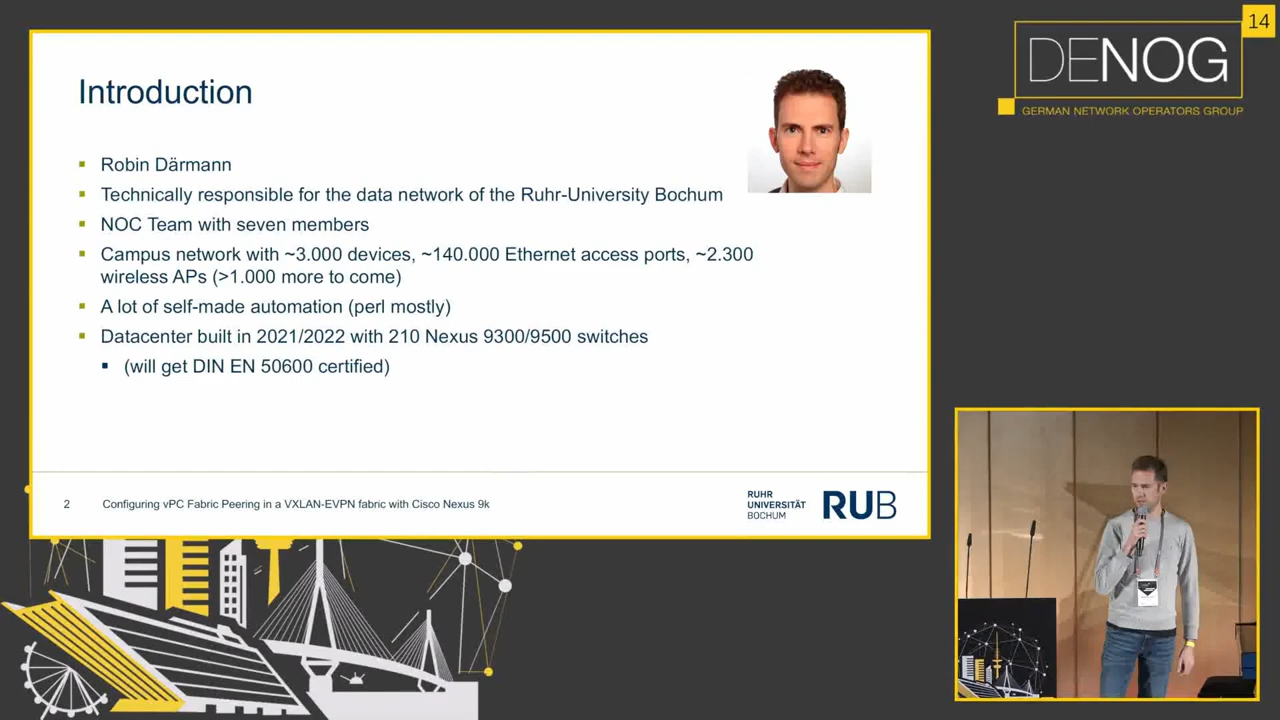 Introduction
Robin Därmann
Technically responsible for the data network of the Ruhr-University Bochum
NOC Team with seven members
Campus network with ~3.000 devices, ~140.000 Ethernet access ports, ~2.300
wireless APs (>1.000 more to come)
A lot of self-made automation (perl mostly)
Datacenter built in 2021/2022 with 210 Nexus 9300/9500 switches
(will get DIN EN 50600 certified)
2 Configuring vPC Fabric Peering in a VXLAN-EVPN fabric with Cisco Nexus 9k
RUHR
UNIVERSITÄT
BOCHUM
RUB
14
DENOG
GERMAN NETWORK OPERATORS GROUP